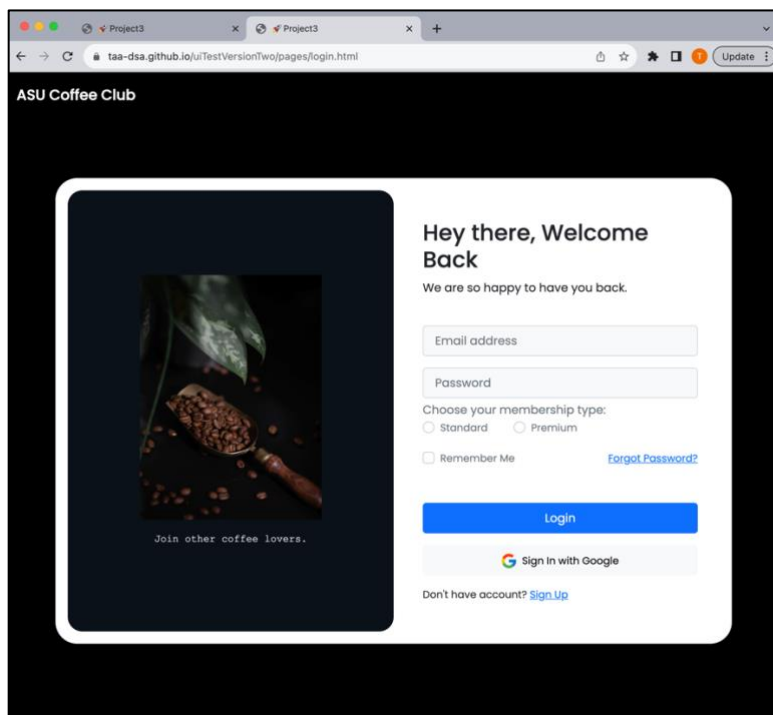 Project3
Project3
taa-dsa.github.io/uiTestVersionTwo/pages/login.html
T
Update
ASU Coffee Club
Hey there, Welcome
Back
We are so happy to have you back.
Email address
Password
Choose your membership type:
Standard Premium
Remember Me Forgot Password?
Login
Sign In with Google
Don't have account? Sign Up
Join other coffee lovers.